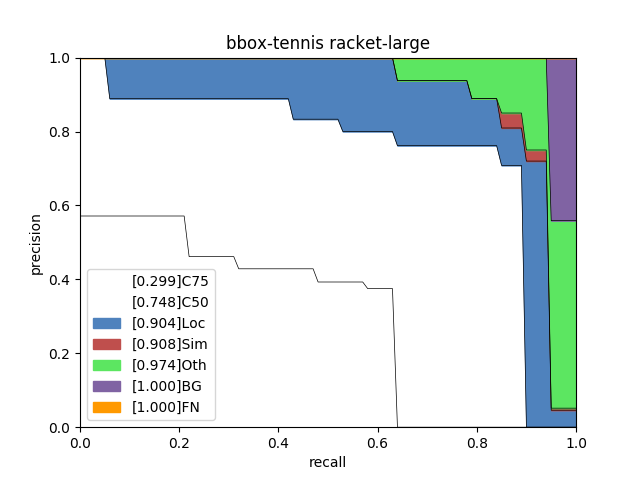 bbox-tennis racket-large
1.0
0.8
0.6
0.4
0.2
0.0
precision
[0.299]C75
[0.748]C50
[0.904]Loc
[0.908]Sim
[0.974]Oth
[1.000]BG
[1.000]FN
0.0 0.2 0.4 0.6 0.8 1.0
recall